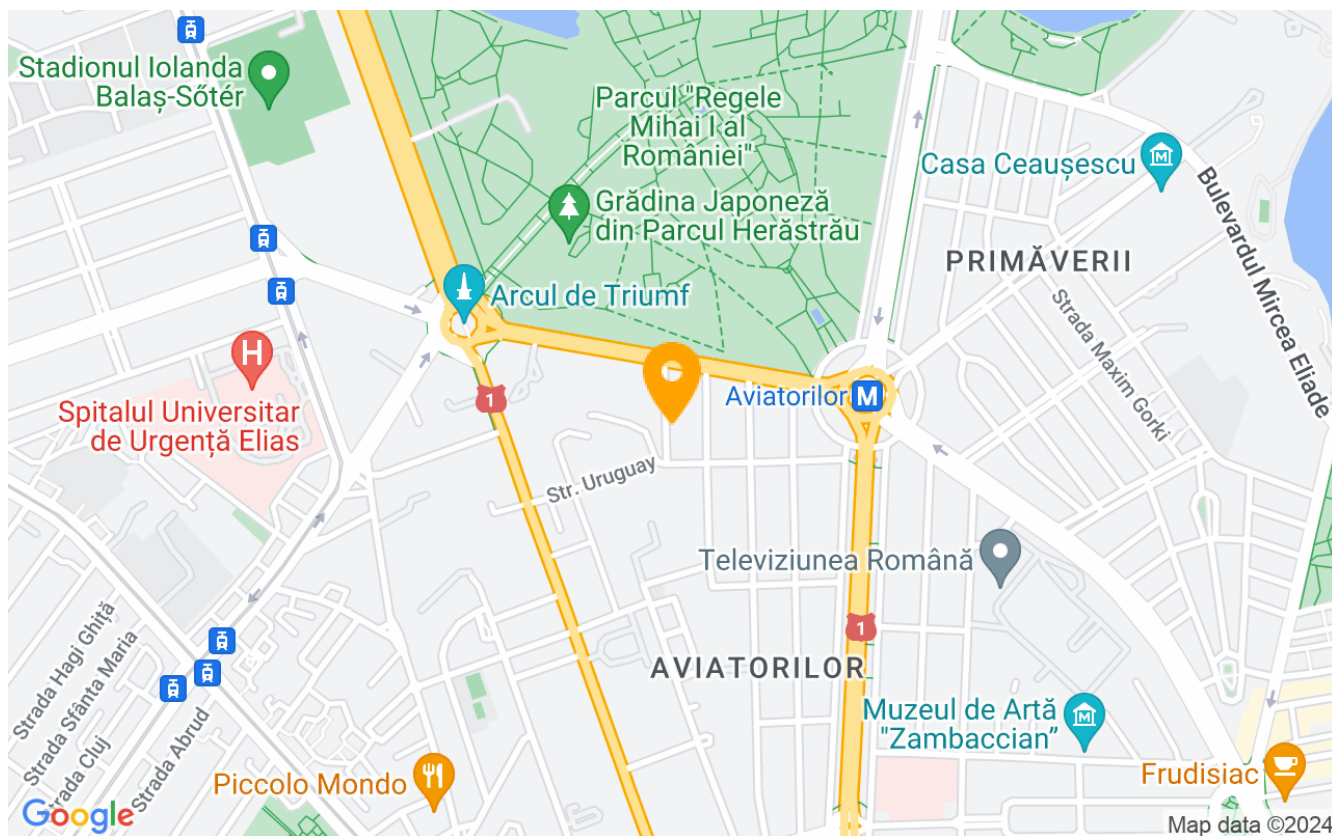 Stadionul Iolanda
Balaș-Sőtér
Parcul "Regele
Mihai I al
României"
Casa Ceaușescu
Bulevardul Mircea Eliade
Grădina Japoneză
din Parcul Herăstrău
PRIMĂVERII
Arcul de Triumf
Strada Maxim Gorki
H
Spitalul Universitar
de Urgență Elias
1
Aviatorilor M
Str. Uruguay
Televiziunea Română
1
Strada Hagi Ghiță
Strada Sfânta Maria
Strada Cluj
Strada Abrud
AVIATORILOR
Muzeul de Artă
"Zambaccian”
Piccolo Mondo
Frudisiac
Google
Map data ©2024